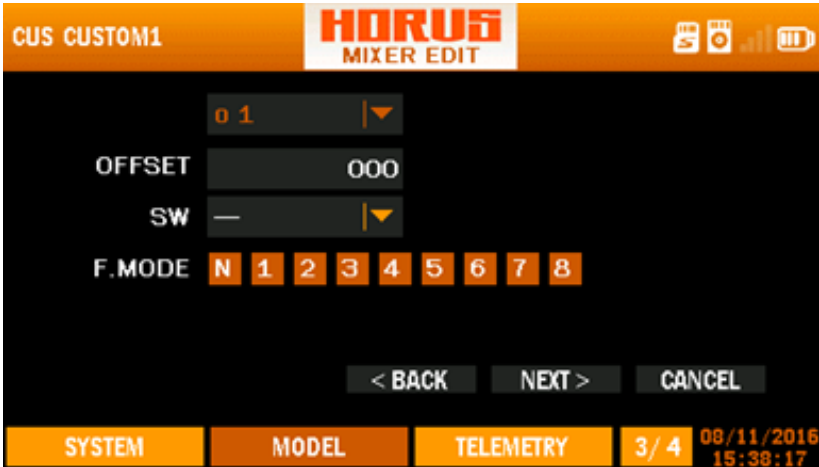 CUS CUSTOM1
HORUS
MIXER EDIT
o 1
OFFSET 000
SW —
F.MODE N 1 2 3 4 5 6 7 8
< BACK NEXT > CANCEL
SYSTEM MODEL TELEMETRY 3/4 08/11/2016
15:38:17